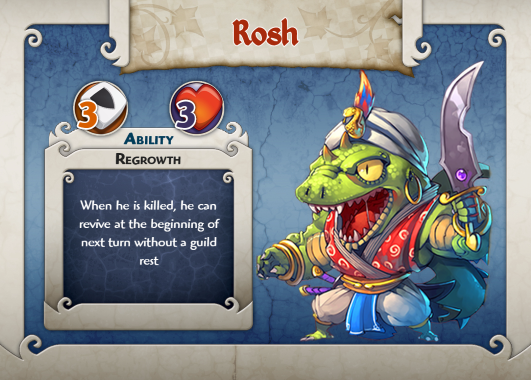 Rosh
3 3
Ability
Regrowth
When he is killed, he can
revive at the beginning of
next turn without a guild
rest